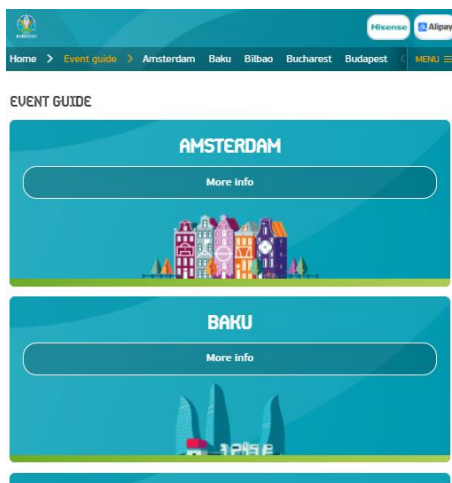 Hisense
Alipay
Home > Event guide > Amsterdam Baku Bilbao Bucharest Budapest MENU
EVENT GUIDE
AMSTERDAM
More info
BAKU
More info